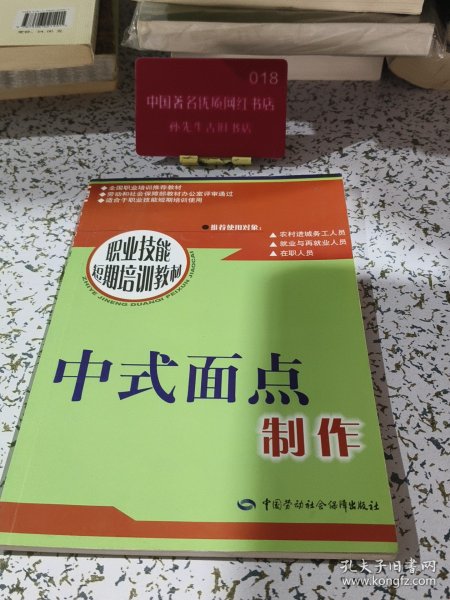 018
中国著名优质网红书店
孙先生古旧书店
◆全国职业培训推荐教材
◆劳动和社会保障部教材办公室评审通过
◆适合于职业技能短期培训使用
●推荐使用对象：
▲农村进城务工人员
▲就业与再就业人员
▲在职人员
职业技能
短期培训教材
ZHIYE JINENG DUANQI PEIXUN JIAOCAI
中式面点
制作
中国劳动社会保障出版社
孔夫子旧书网
www.kongfz.com